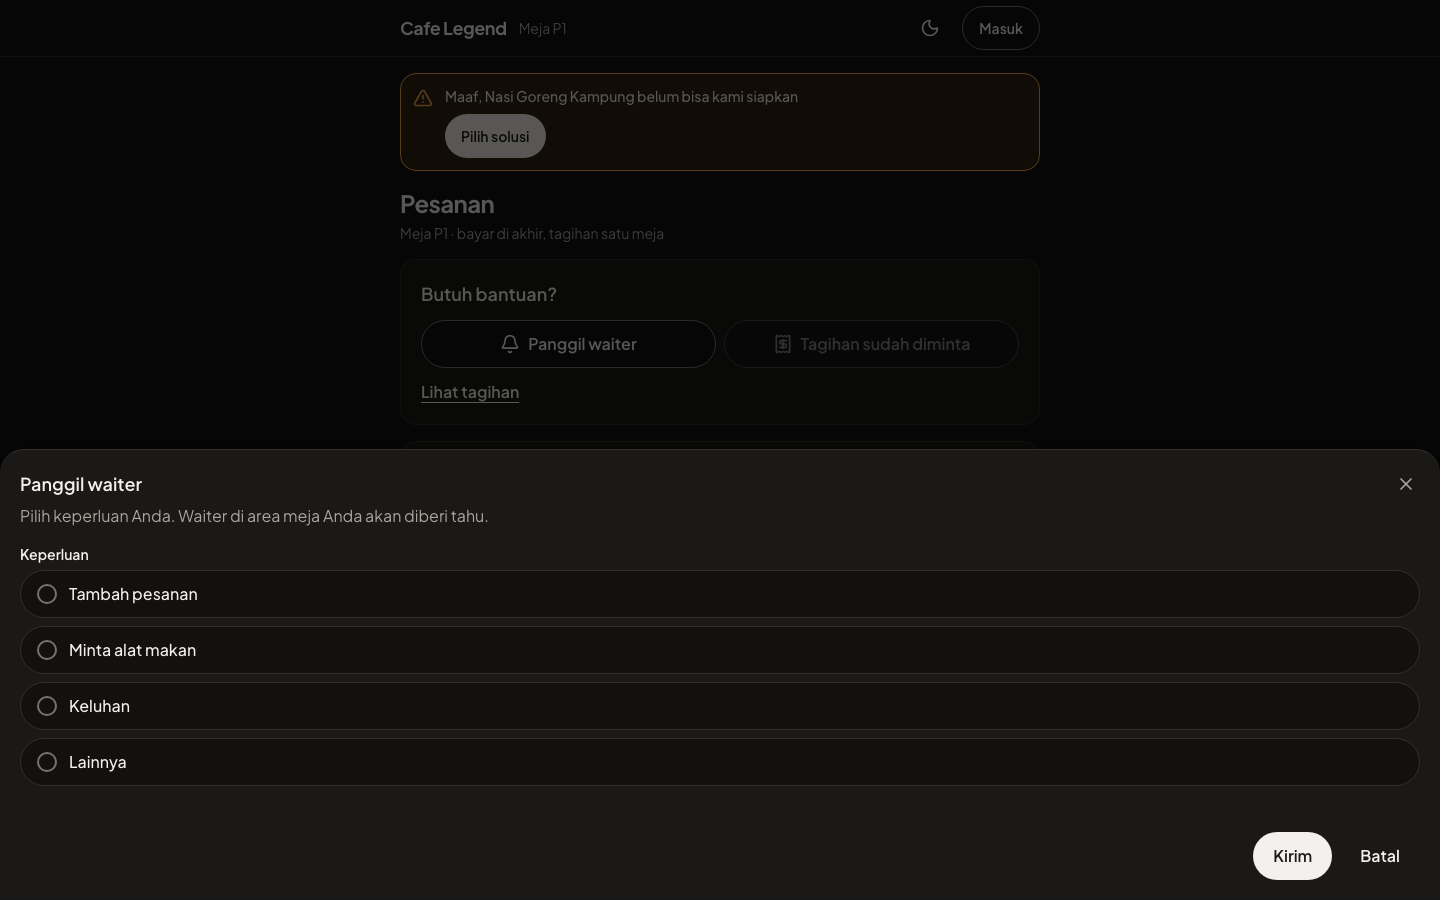 Cafe Legend Meja P1 Masuk
Maaf, Nasi Goreng Kampung belum bisa kami siapkan
Pilih solusi
Pesanan
Meja P1 · bayar di akhir, tagihan satu meja
Butuh bantuan?
Panggil waiter Tagihan sudah diminta
Lihat tagihan
Panggil waiter
Pilih keperluan Anda. Waiter di area meja Anda akan diberi tahu.
Keperluan
Tambah pesanan
Minta alat makan
Keluhan
Lainnya
Kirim Batal